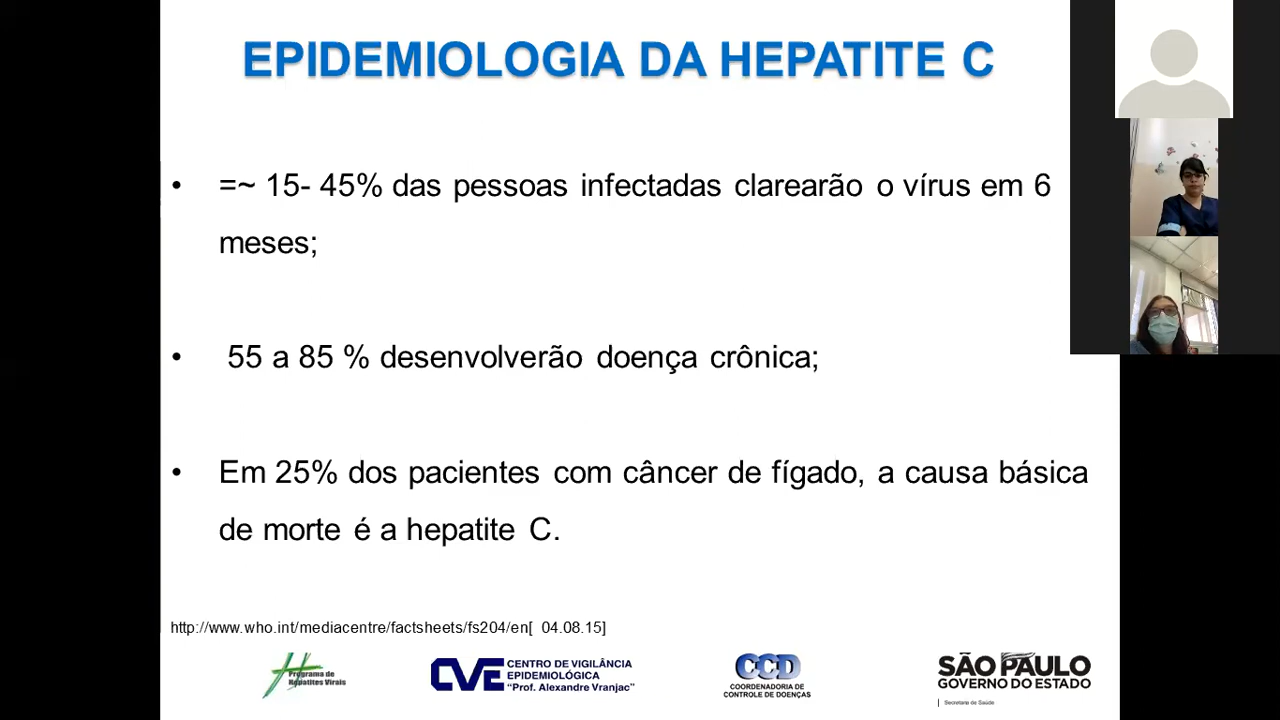 EPIDEMIOLOGIA DA HEPATITE C
• =~ 15- 45% das pessoas infectadas clarearão o vírus em 6
meses;
• 55 a 85 % desenvolverão doença crônica;
• Em 25% dos pacientes com câncer de fígado, a causa básica
de morte é a hepatite C.
http://www.who.int/mediacentre/factsheets/fs204/en[ 04.08.15]
Programa de
Hepatites Virais
CVE
CENTRO DE VIGILÂNCIA
EPIDEMIOLÓGICA
"Prof. Alexandre Vranjac"
CCD
COORDENADORIA DE
CONTROLE DE DOENÇAS
SÃO PAULO
GOVERNO DO ESTADO
Secretaria de Saúde